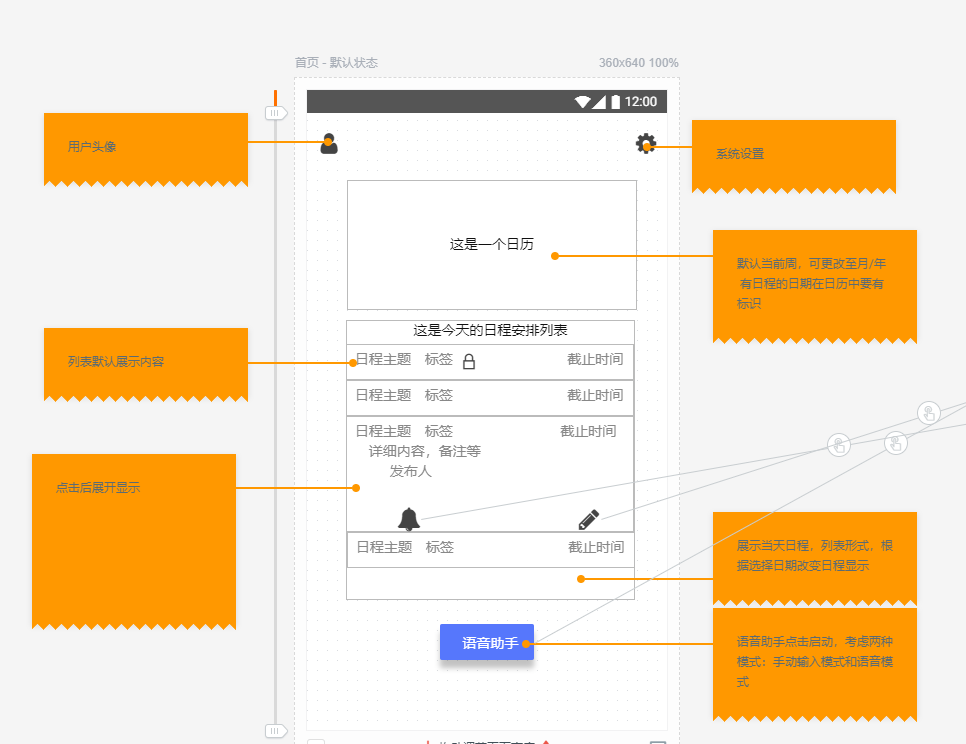 首页 - 默认状态
360x640 100%
12:00
用户头像
系统设置
这是一个日历
默认当前周，可更改至月/年
有日程的日期在日历中要有
标识
这是今天的日程安排列表
列表默认展示内容
日程主题 标签 截止时间
日程主题 标签 截止时间
日程主题 标签 截止时间
详细内容，备注等
发布人
点击后展开显示
日程主题 标签 截止时间
展示当天日程，列表形式，根
据选择日期改变日程显示
语音助手
语音助手点击启动，考虑两种
模式：手动输入模式和语音模
式